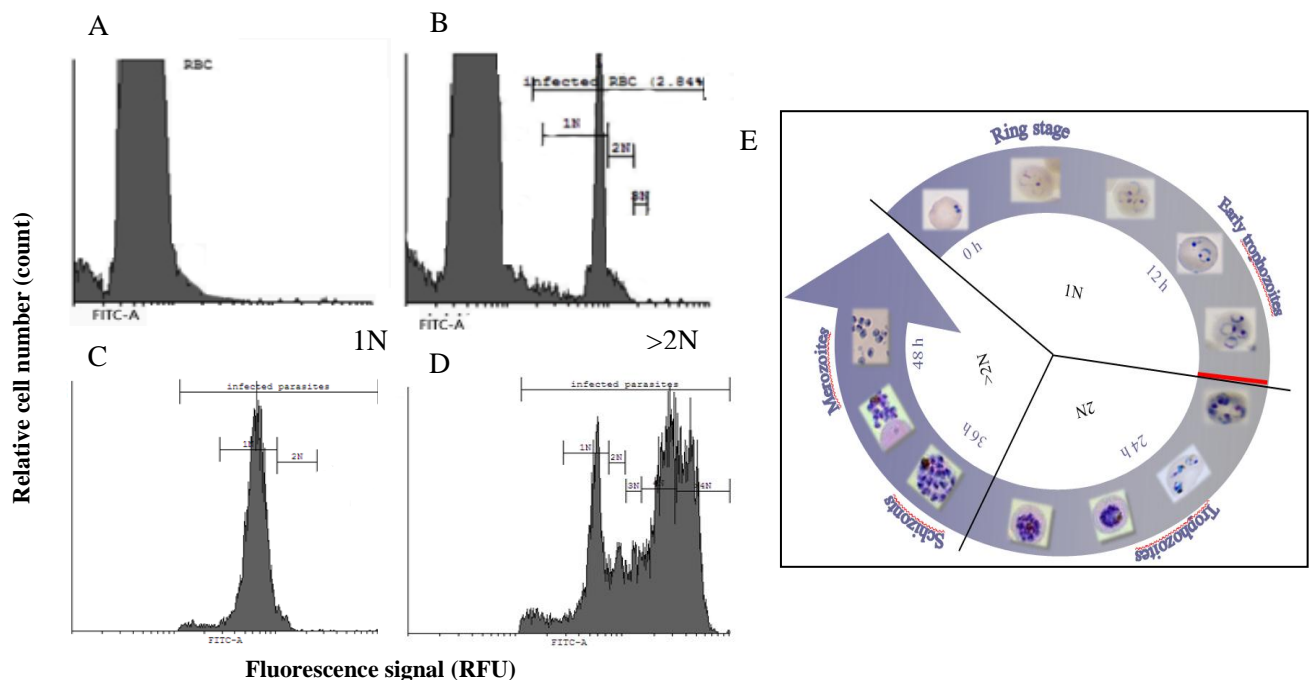 A
B
RBC
infected RBC (2.84%
1N
2N
FITC-A
FITC-A
1N
>2N
C
D
infected parasites
1N
2N
FITC-A
infected parasites
1N
2N
3N
4N
FITC-A
Relative cell number (count)
Fluorescence signal (RFU)
E
Ring stage
Early trophozoites
Trophozoites
Schizonts
Merozoites
0 h
12 h
24 h
36 h
48 h
1N
2N
>2N